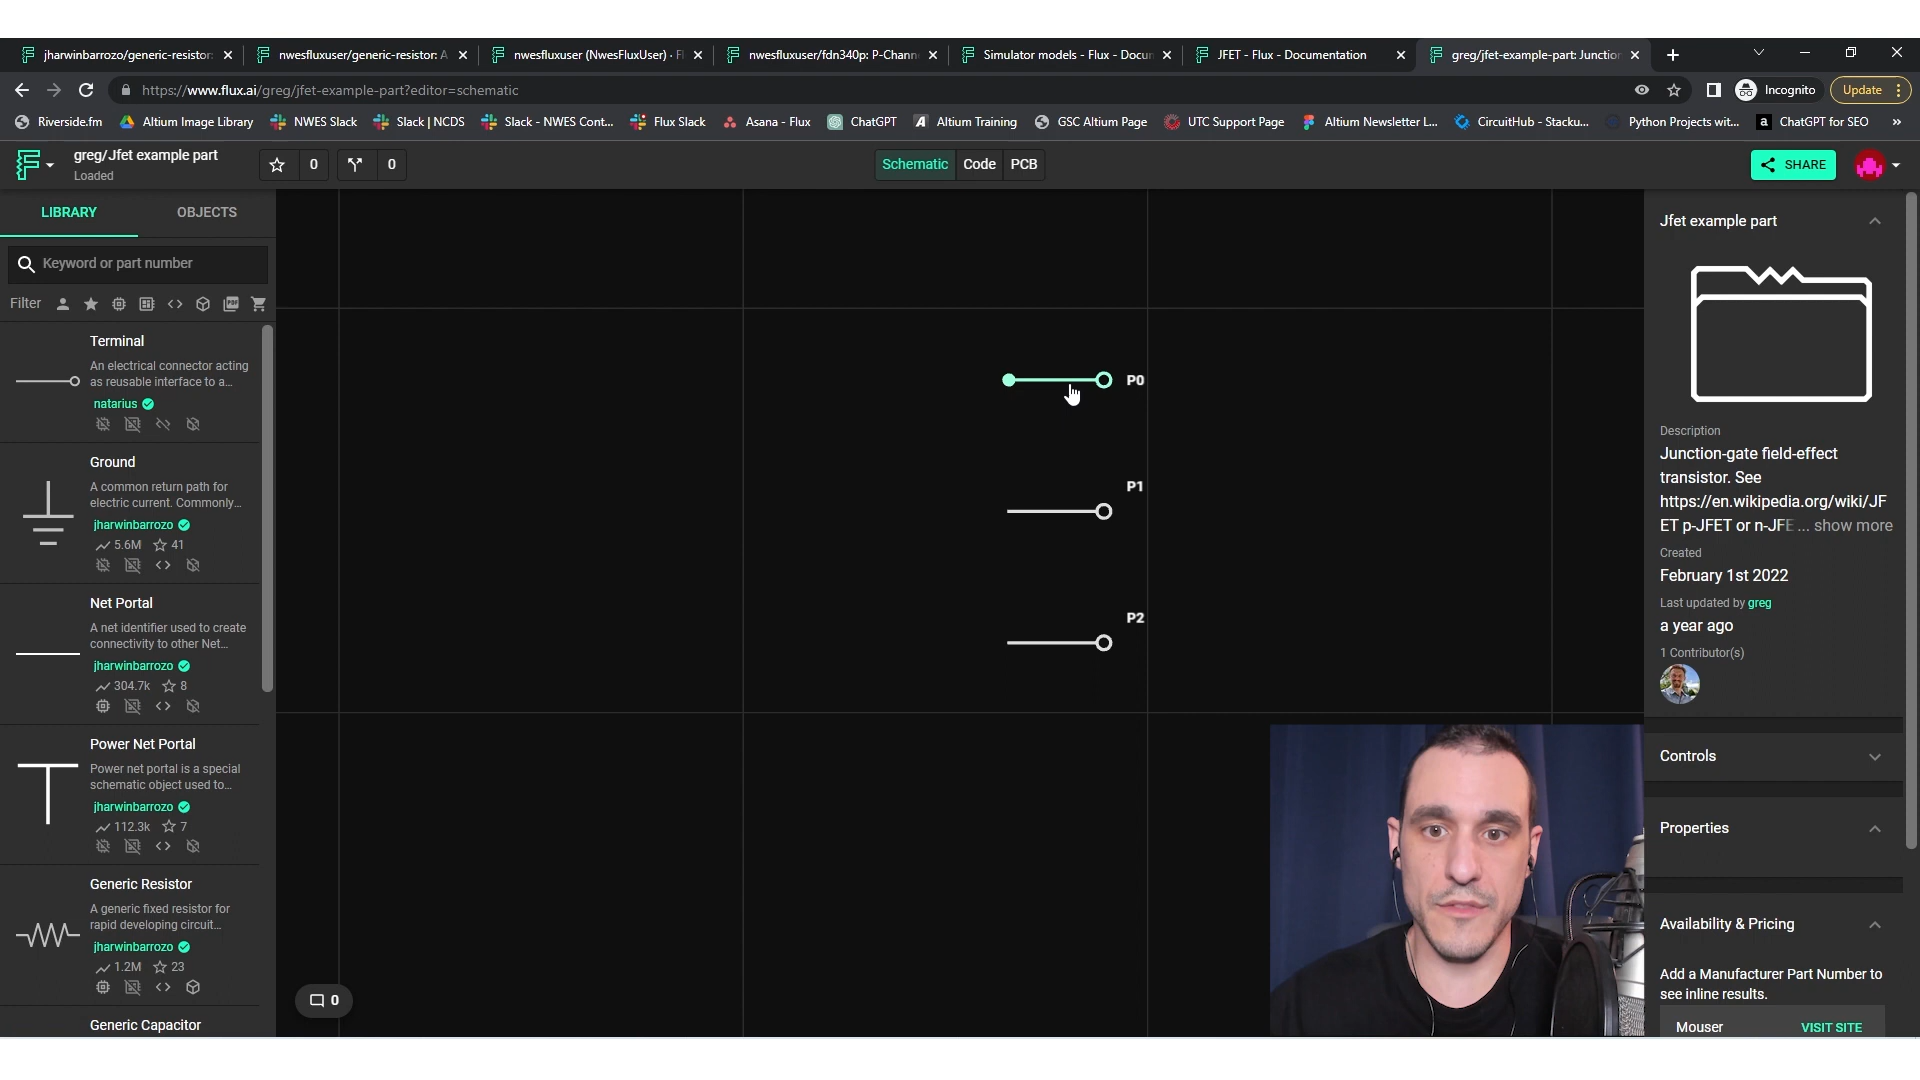 jharwinbarrozo/generic-resistor:
nwesfluxuser/generic-resistor: A
nwesfluxuser (NwesFluxUser) · Fl
nwesfluxuser/fdn340p: P-Chann
Simulator models - Flux - Docum
JFET - Flux - Documentation
greg/jfet-example-part: Junction
https://www.flux.ai/greg/jfet-example-part?editor=schematic
Incognito
Update
Riverside.fm
Altium Image Library
NWES Slack
Slack | NCDS
Slack - NWES Cont...
Flux Slack
Asana - Flux
ChatGPT
Altium Training
GSC Altium Page
UTC Support Page
Altium Newsletter L...
CircuitHub - Stacku...
Python Projects wit...
ChatGPT for SEO
»
greg/Jfet example part
Loaded
0
0
Schematic
Code
PCB
SHARE
LIBRARY
OBJECTS
Keyword or part number
Filter
Terminal
An electrical connector acting
as reusable interface to a...
natarius
Ground
A common return path for
electric current. Commonly...
jharwinbarrozo
5.6M
41
Net Portal
A net identifier used to create
connectivity to other Net...
jharwinbarrozo
304.7k
8
Power Net Portal
Power net portal is a special
schematic object used to...
jharwinbarrozo
112.3k
7
Generic Resistor
A generic fixed resistor for
rapid developing circuit...
jharwinbarrozo
1.2M
23
Generic Capacitor
P0
P1
P2
0
Jfet example part
Description
Junction-gate field-effect
transistor. See
https://en.wikipedia.org/wiki/JF
ET p-JFET or n-JFE... show more
Created
February 1st 2022
Last updated by greg
a year ago
1 Contributor(s)
Controls
Properties
Availability & Pricing
Add a Manufacturer Part Number to
see inline results.
Mouser
VISIT SITE